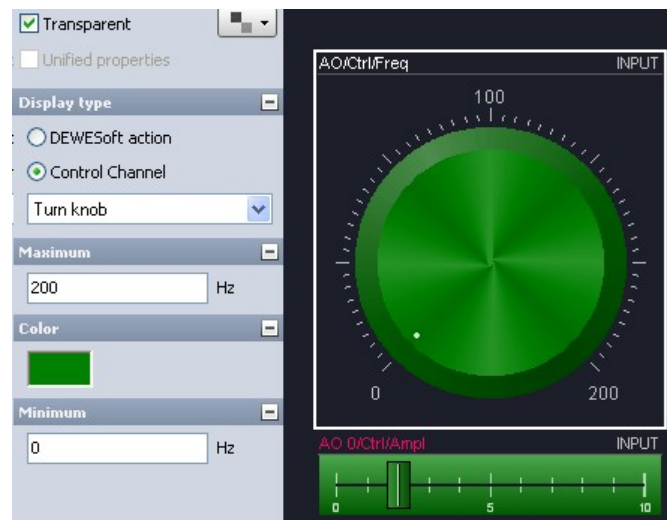 Transparent
Unified properties
Display type
DEWESoft action
Control Channel
Turn knob
Maximum
200 Hz
Color
Minimum
0 Hz
AO/Ctrl/Freq INPUT
100
0 200
AO 0/Ctrl/Ampl INPUT
0 5 10